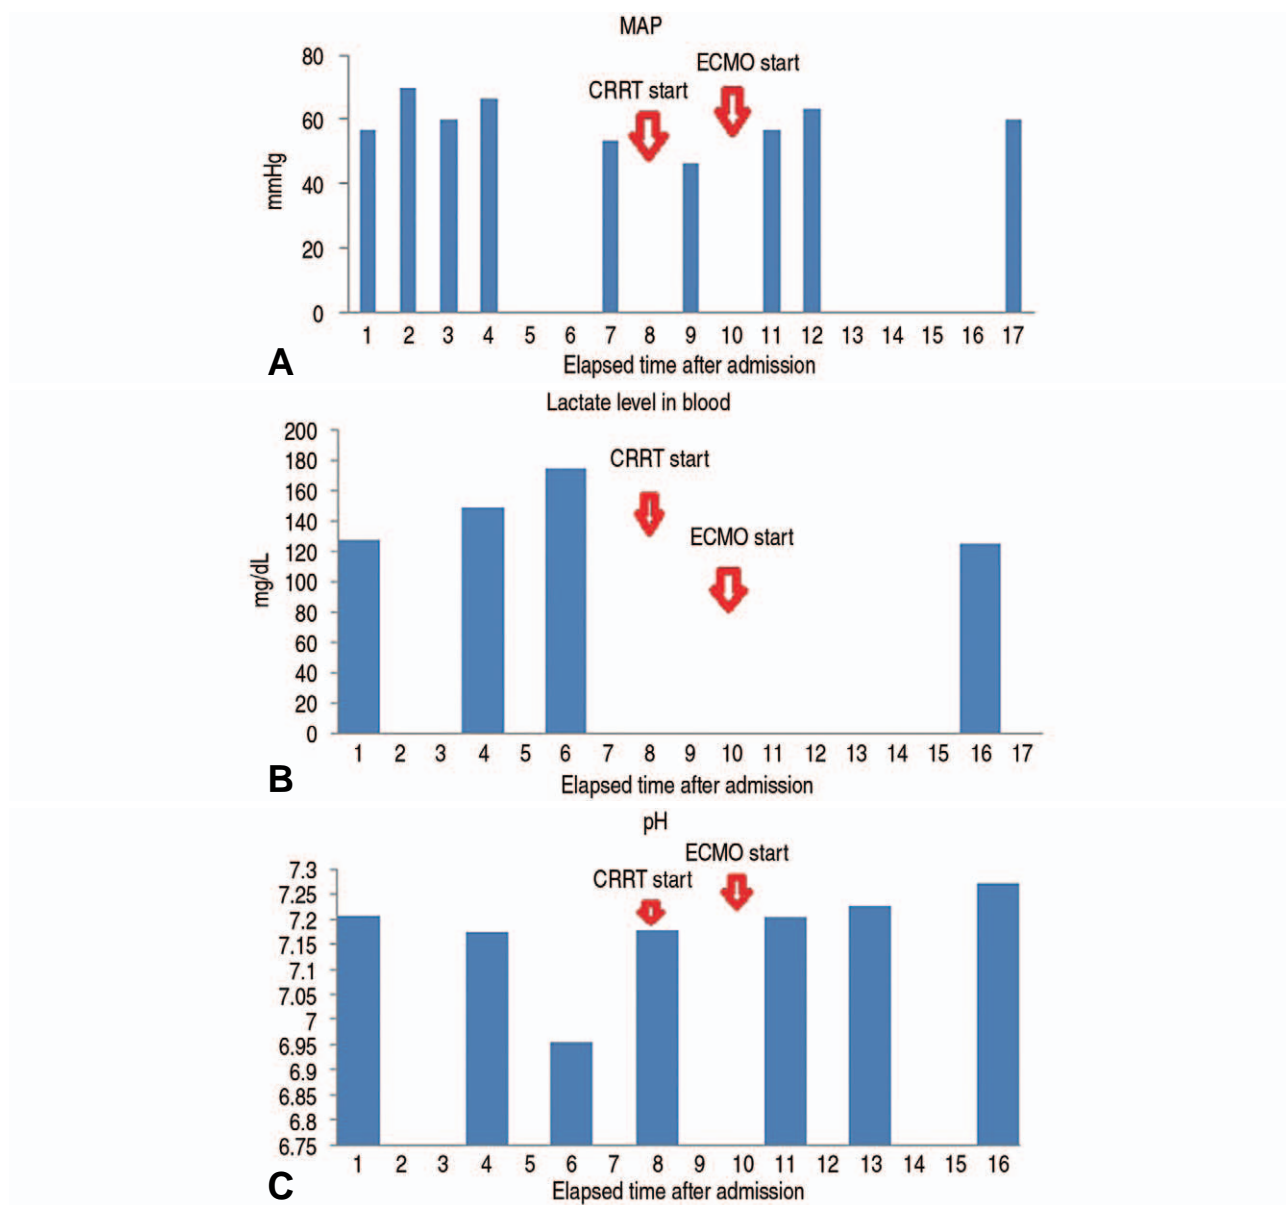 MAP
ECMO start
CRRT start
80
60
40
20
0
mmHg
1 2 3 4 5 6 7 8 9 10 11 12 13 14 15 16 17
Elapsed time after admission
A
Lactate level in blood
CRRT start
ECMO start
200
180
160
140
120
100
80
60
40
20
0
mg/dL
1 2 3 4 5 6 7 8 9 10 11 12 13 14 15 16 17
Elapsed time after admission
B
pH
ECMO start
CRRT start
7.3
7.25
7.2
7.15
7.1
7.05
7
6.95
6.9
6.85
6.8
6.75
1 2 3 4 5 6 7 8 9 10 11 12 13 14 15 16
Elapsed time after admission
C